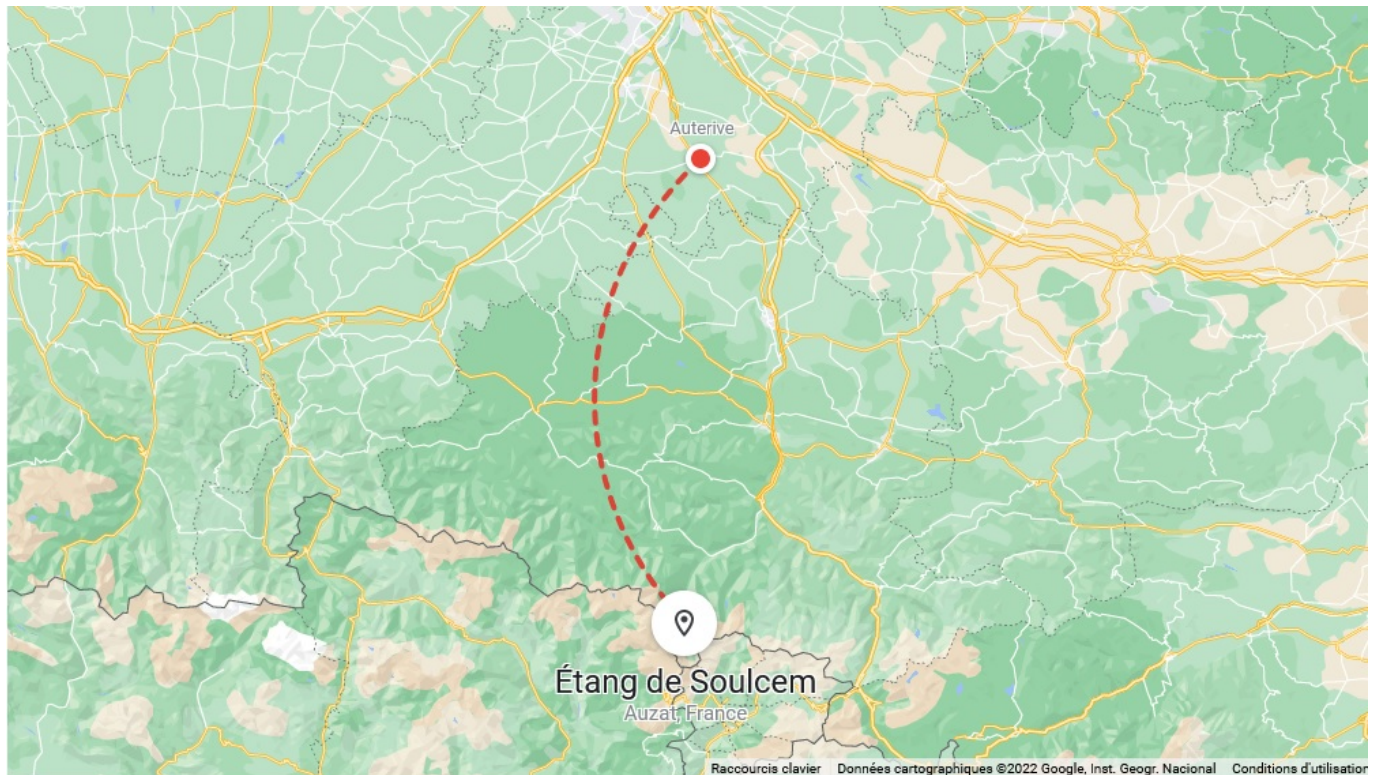 Auterive
Étang de Soulcem
Auzat, France
Raccourcis clavier Données cartographiques ©2022 Google, Inst. Geogr. Nacional Conditions d'utilisation